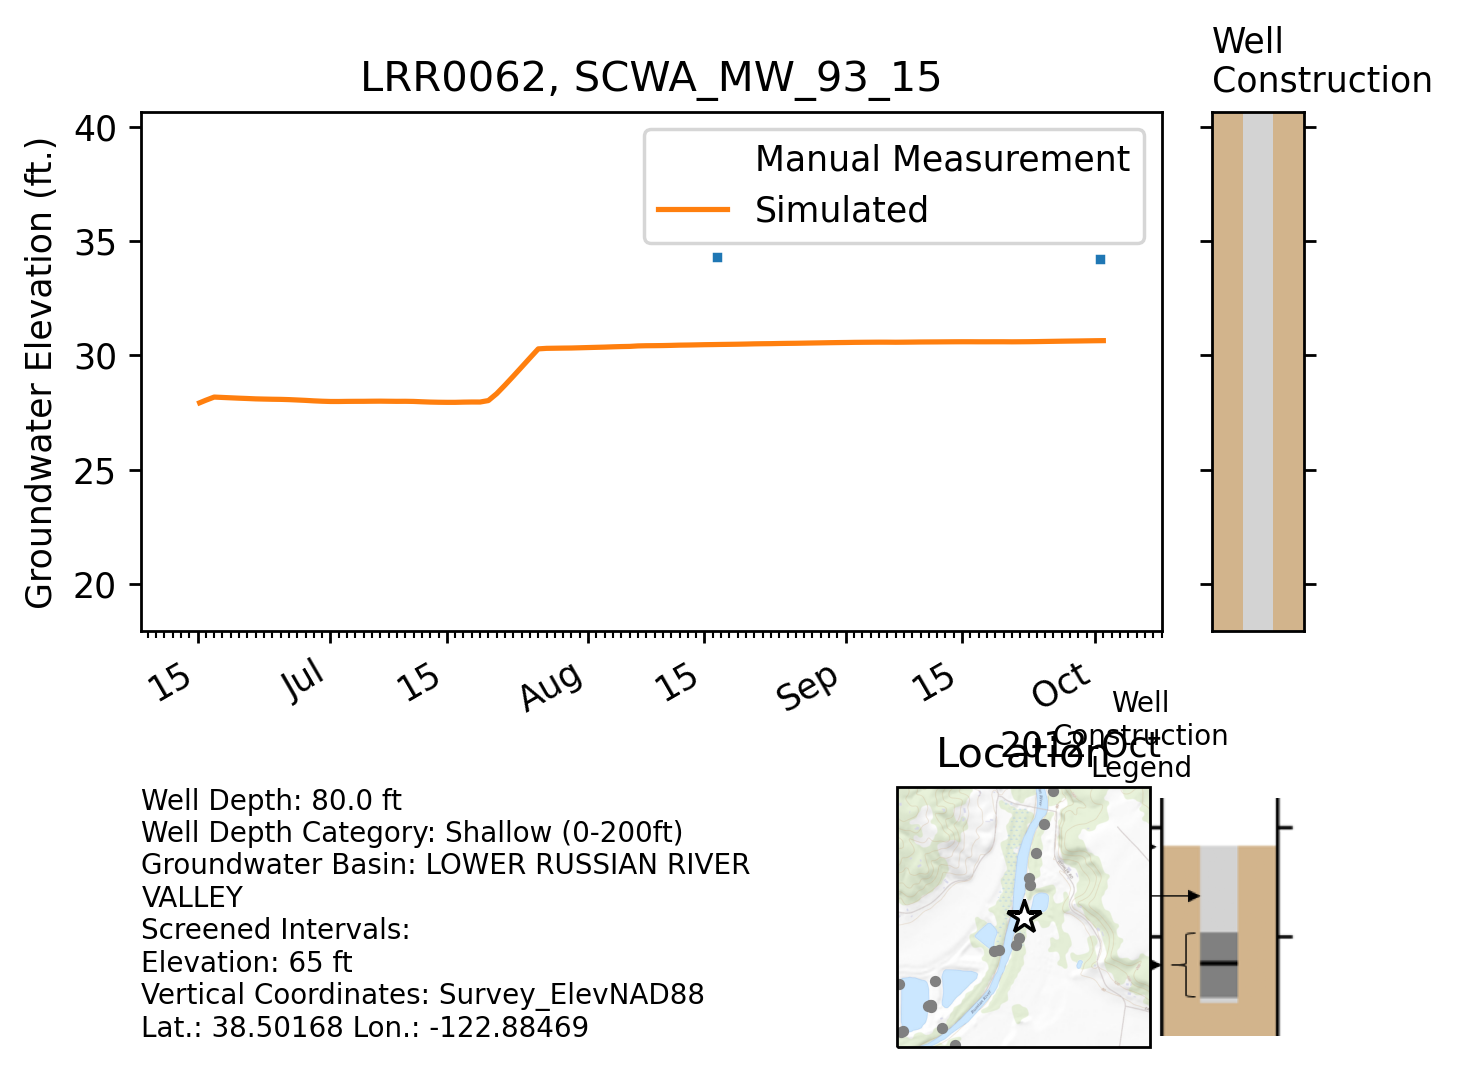 Well
Construction
LRR0062, SCWA_MW_93_15
Manual Measurement
Simulated
Groundwater Elevation (ft.)
40
35
30
25
20
15
Jul
15
Aug
15
Sep
15
Oct
2012-Oct
Location
Well
Construction
Legend
Well Depth: 80.0 ft
Well Depth Category: Shallow (0-200ft)
Groundwater Basin: LOWER RUSSIAN RIVER
VALLEY
Screened Intervals:
Elevation: 65 ft
Vertical Coordinates: Survey_ElevNAD88
Lat.: 38.50168 Lon.: -122.88469